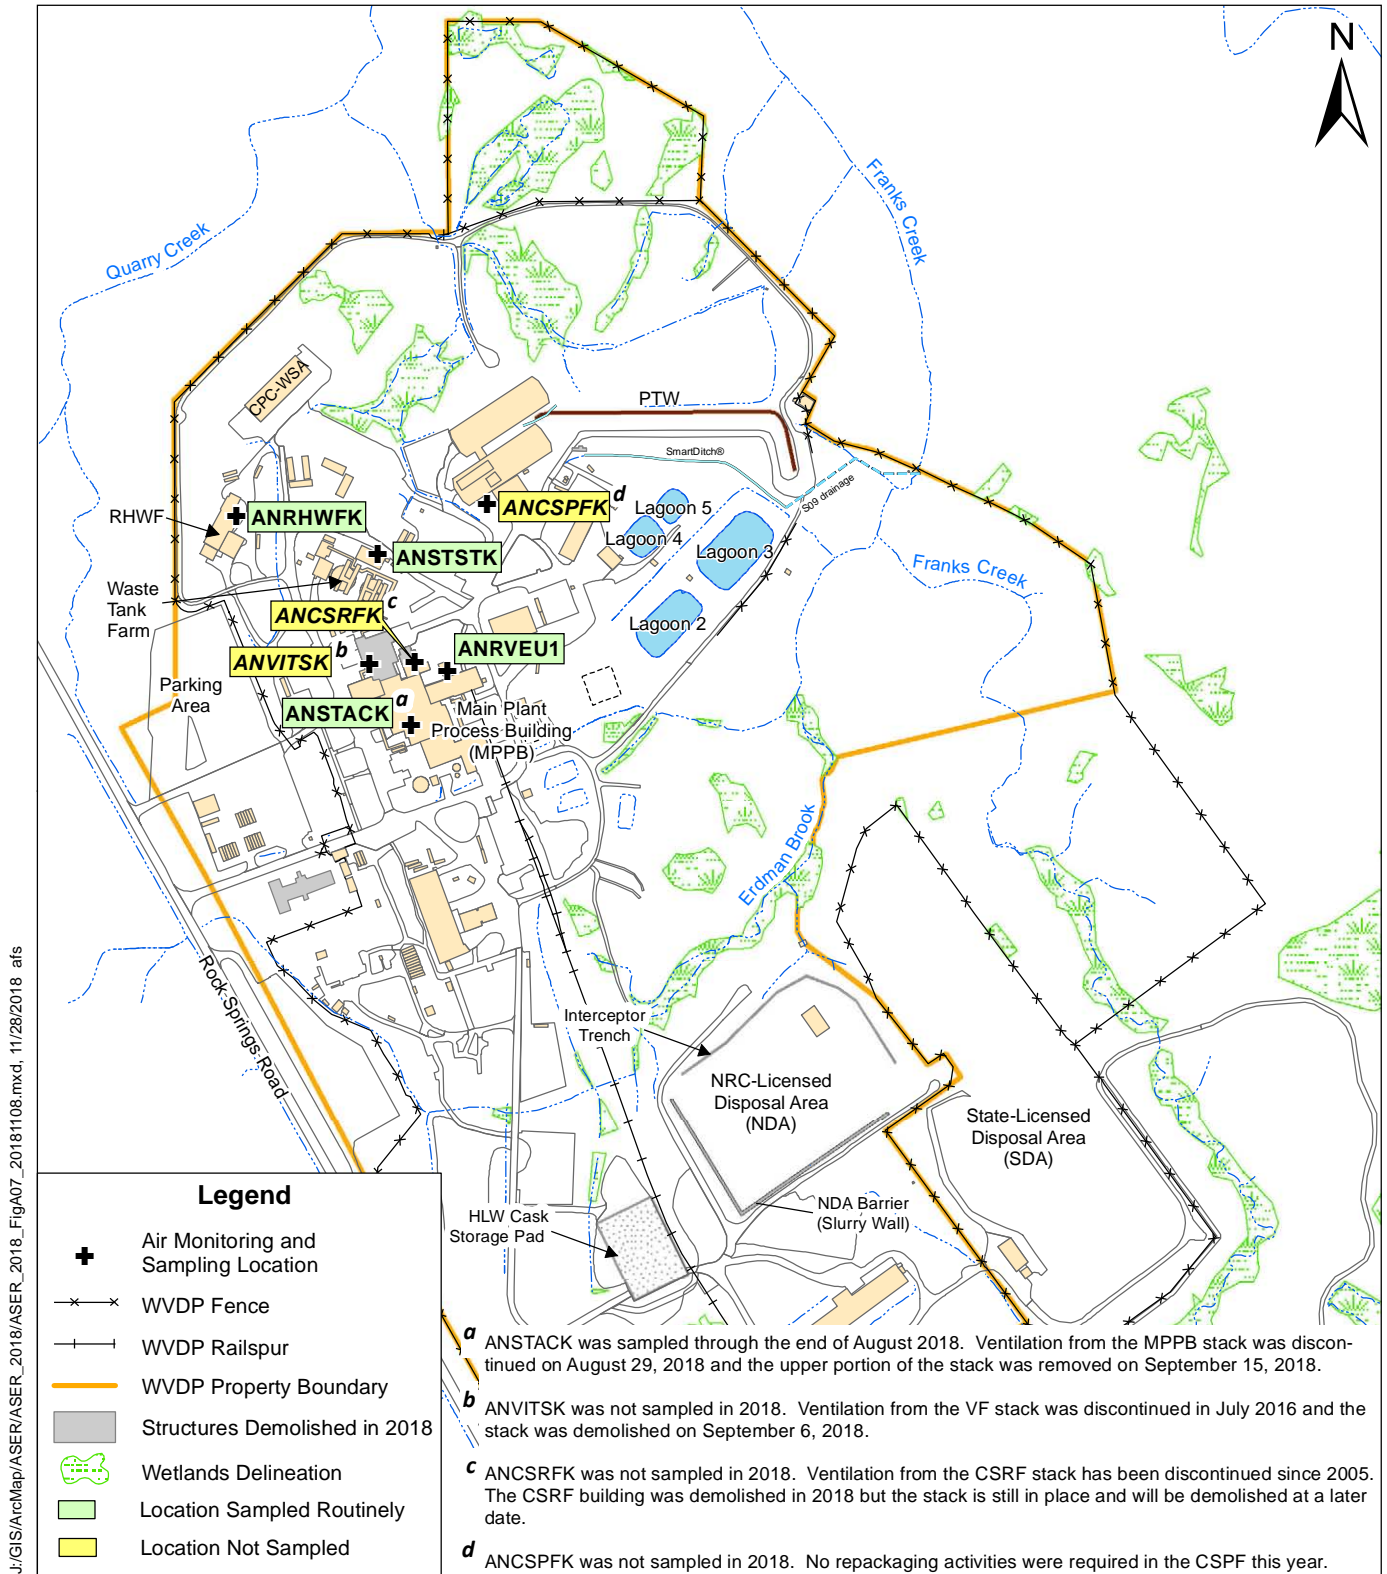 N
Quarry Creek
Franks Creek
CPC-WSA
PTW
SmartDitch®
S09 drainage
RHWF
ANRHWFK
ANCSPFK d
Lagoon 5
Lagoon 4
Lagoon 3
ANSTSTK
Franks Creek
Waste
Tank
Farm
ANCSRFK c
Lagoon 2
ANVITSK b
ANRVEU1
Parking
Area
ANSTACK a
Main Plant
Process Building
(MPPB)
Erdman Brook
Rock Springs Road
Interceptor
Trench
NRC-Licensed
Disposal Area
(NDA)
State-Licensed
Disposal Area
(SDA)
NDA Barrier
(Slurry Wall)
HLW Cask
Storage Pad
Legend
Air Monitoring and
Sampling Location
WVDP Fence
WVDP Railspur
WVDP Property Boundary
Structures Demolished in 2018
Wetlands Delineation
Location Sampled Routinely
Location Not Sampled
a ANSTACK was sampled through the end of August 2018. Ventilation from the MPPB stack was discon-
tinued on August 29, 2018 and the upper portion of the stack was removed on September 15, 2018.
b ANVITSK was not sampled in 2018. Ventilation from the VF stack was discontinued in July 2016 and the
stack was demolished on September 6, 2018.
c ANCSRFK was not sampled in 2018. Ventilation from the CSRF stack has been discontinued since 2005.
The CSRF building was demolished in 2018 but the stack is still in place and will be demolished at a later
date.
d ANCSPFK was not sampled in 2018. No repackaging activities were required in the CSPF this year.
J:/GIS/ArcMap/ASER/ASER_2018/ASER_2018_FigA07_20181108.mxd, 11/28/2018 afs